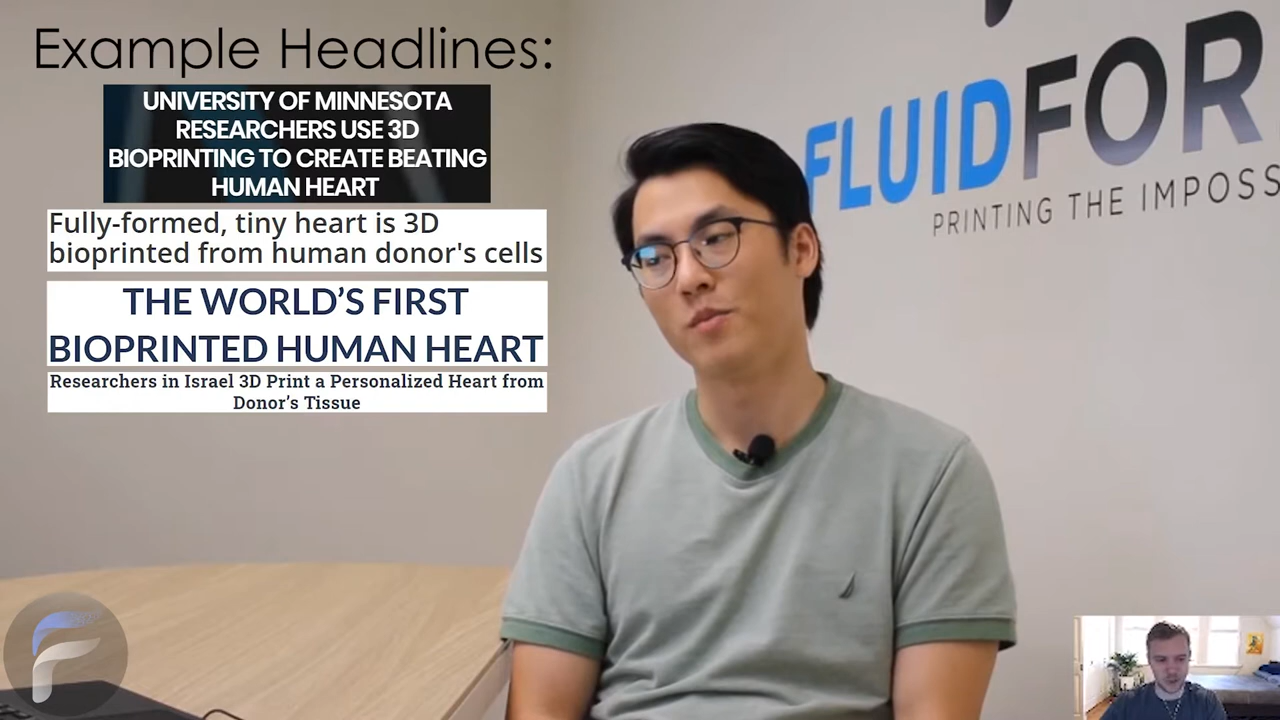 Example Headlines:
UNIVERSITY OF MINNESOTA
RESEARCHERS USE 3D
BIOPRINTING TO CREATE BEATING
HUMAN HEART
Fully-formed, tiny heart is 3D
bioprinted from human donor's cells
THE WORLD'S FIRST
BIOPRINTED HUMAN HEART
Researchers in Israel 3D Print a Personalized Heart from
Donor's Tissue
FLUIDFOR
PRINTING THE IMPOSS